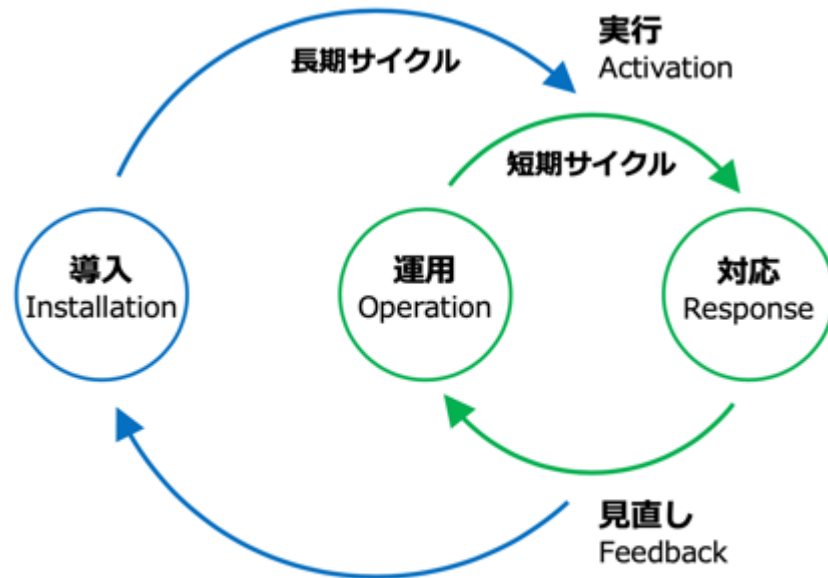 長期サイクル
実行
Activation
短期サイクル
導入
Installation
運用
Operation
対応
Response
見直し
Feedback